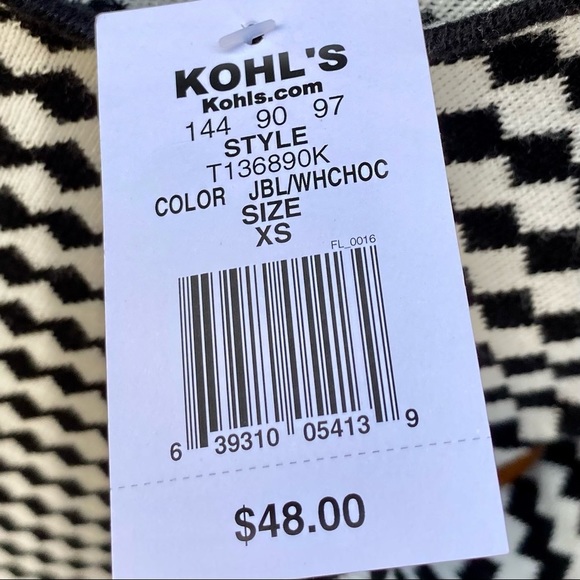 KOHL'S
Kohls.com
144 90 97
STYLE
T136890K
COLOR JBL/WHCHOC
SIZE
XS
FL_0016
6 39310 05413 9
$48.00